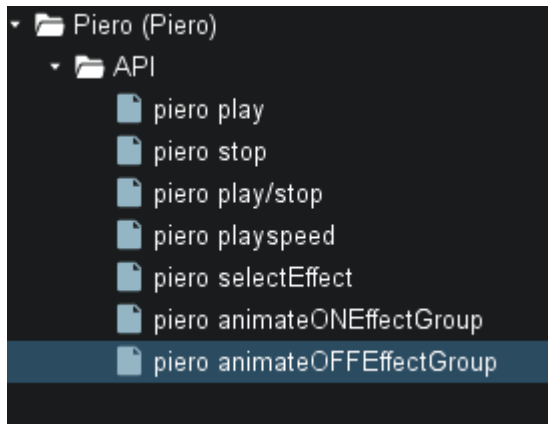 Piero (Piero)
API
piero play
piero stop
piero play/stop
piero playspeed
piero selectEffect
piero animateONEffectGroup
piero animateOFFEffectGroup